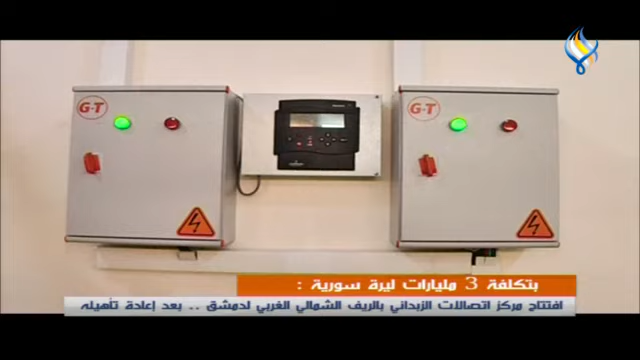 G-T
G-T
بتكلفة 3 مليارات ليرة سورية :
افتتاح مركز اتصالات الزبداني بالريف الشمالي الغربي لدمشق .. بعد إعادة تأهيله